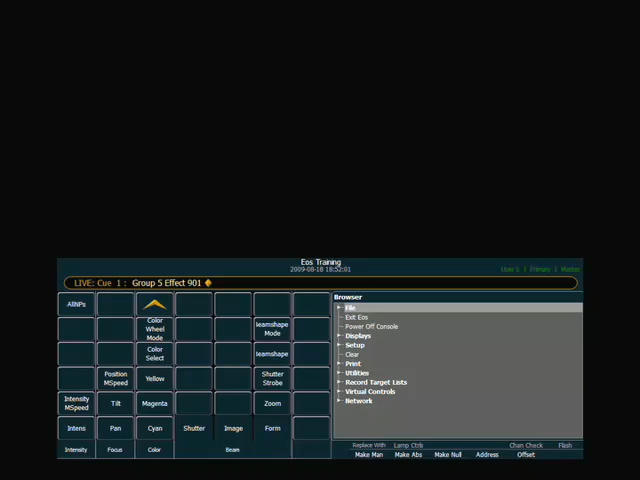 Eos Training
2009-08-18 18:52:01
User 1 | Primary | Master
LIVE: Cue 1 : Group 5 Effect 901
AllNPs
Color Wheel Mode
eamshape Mode
Color Select
eamshape
Position MSpeed
Yellow
Shutter Strobe
Intensity MSpeed
Tilt
Magenta
Zoom
Intens
Pan
Cyan
Shutter
Image
Form
Intensity
Focus
Color
Beam
Browser
File
Exit Eos
Power Off Console
Displays
Setup
Clear
Print
Utilities
Record Target Lists
Virtual Controls
Network
Replace With
Lamp Ctrls
Chan Check
Flash
Make Man
Make Abs
Make Null
Address
Offset